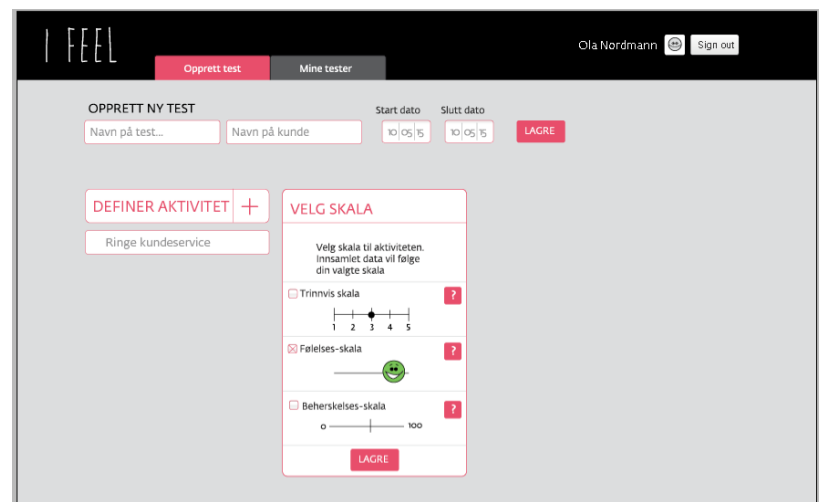 I FEEL
Ola Nordmann Sign out
Opprett test Mine tester
OPPRETT NY TEST Start dato Slutt dato
Navn på test... Navn på kunde 10 05 15 10 05 15 LAGRE
DEFINER AKTIVITET +
Ringe kundeservice
VELG SKALA
Velg skala til aktiviteten.
Innsamlet data vil følge
din valgte skala
Trinnvis skala ?
1 2 3 4 5
Følelses-skala ?
Beherskelses-skala ?
0 100
LAGRE